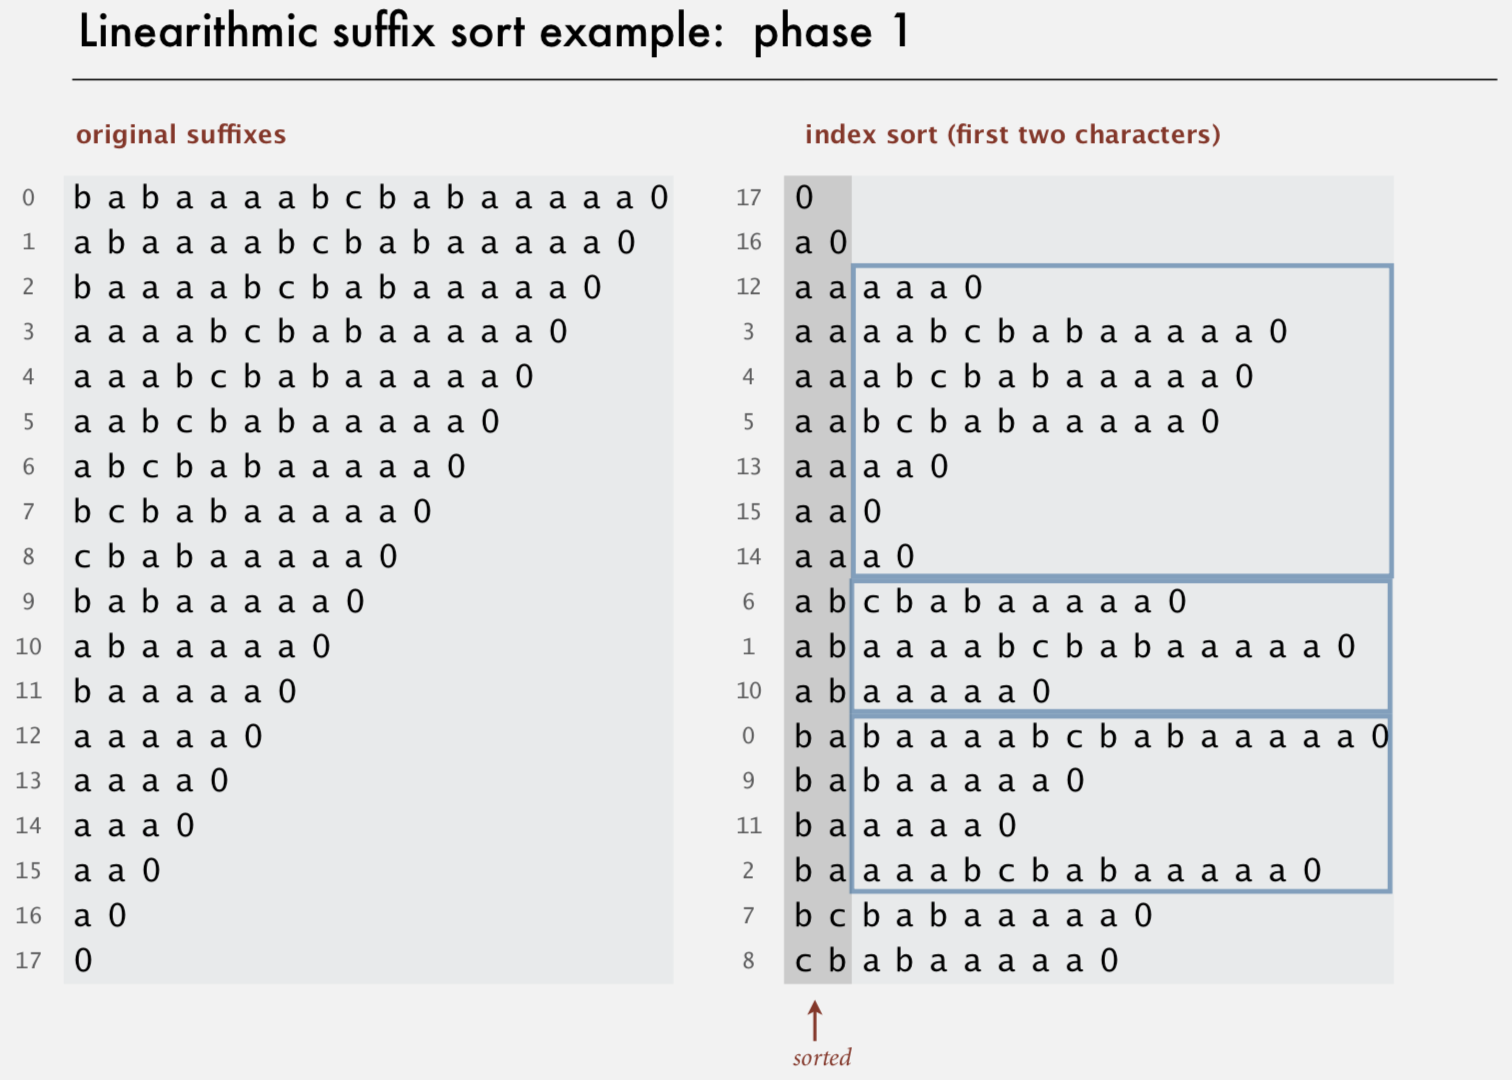 Linearithmic suffix sort example: phase 1
original suffixes
0 b a b a a a a b c b a b a a a a a 0
1 a b a a a a b c b a b a a a a a 0
2 b a a a a b c b a b a a a a a 0
3 a a a a b c b a b a a a a a 0
4 a a a b c b a b a a a a a 0
5 a a b c b a b a a a a a 0
6 a b c b a b a a a a a 0
7 b c b a b a a a a a 0
8 c b a b a a a a a 0
9 b a b a a a a a 0
10 a b a a a a a 0
11 b a a a a a 0
12 a a a a a 0
13 a a a a 0
14 a a a 0
15 a a 0
16 a 0
17 0
index sort (first two characters)
17 0
16 a 0
12 a a a a a 0
3 a a a a b c b a b a a a a a 0
4 a a a b c b a b a a a a a 0
5 a a b c b a b a a a a a 0
13 a a a a 0
15 a a 0
14 a a a 0
6 a b c b a b a a a a a 0
1 a b a a a a b c b a b a a a a a 0
10 a b a a a a a 0
0 b a b a a a a b c b a b a a a a a 0
9 b a b a a a a a 0
11 b a a a a a 0
2 b a a a a b c b a b a a a a a 0
7 b c b a b a a a a a 0
8 c b a b a a a a a 0
sorted